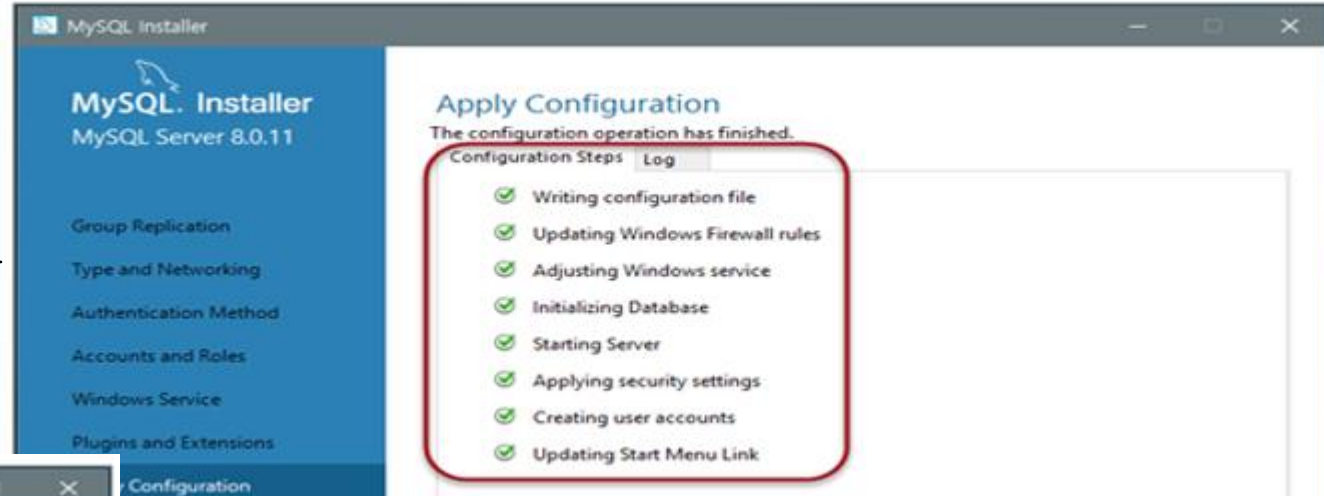 MySQL Installer
MySQL. Installer
MySQL Server 8.0.11
Group Replication
Type and Networking
Authentication Method
Accounts and Roles
Windows Service
Plugins and Extensions
Configuration
Apply Configuration
The configuration operation has finished.
Configuration Steps Log
Writing configuration file
Updating Windows Firewall rules
Adjusting Windows service
Initializing Database
Starting Server
Applying security settings
Creating user accounts
Updating Start Menu Link